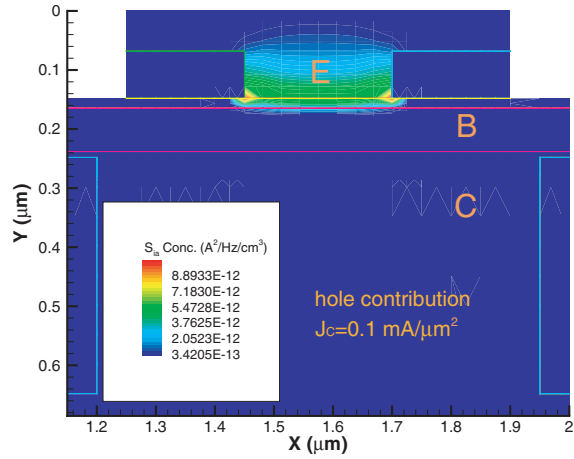 0
0.1
0.2
0.3
0.4
0.5
0.6
Y (μm)
E
B
C
S_ia Conc. (A²/Hz/cm³)
8.8933E-12
7.1830E-12
5.4728E-12
3.7625E-12
2.0523E-12
3.4205E-13
hole contribution
J_C=0.1 mA/μm²
1.2
1.3
1.4
1.5
1.6
1.7
1.8
1.9
2
X (μm)